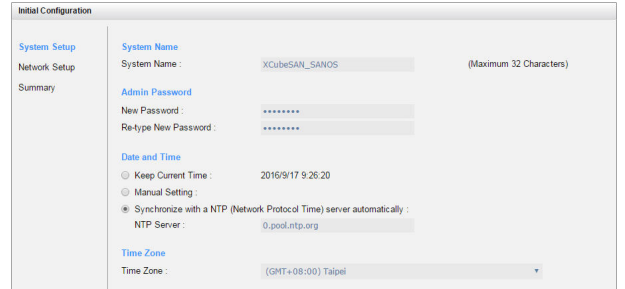 Initial Configuration
System Setup
Network Setup
Summary
System Name
System Name : XCubeSAN_SANOS (Maximum 32 Characters)
Admin Password
New Password : ••••••••
Re-type New Password : ••••••••
Date and Time
Keep Current Time : 2016/9/17 9:26:20
Manual Setting :
Synchronize with a NTP (Network Protocol Time) server automatically :
NTP Server : 0.pool.ntp.org
Time Zone
Time Zone : (GMT+08:00) Taipei